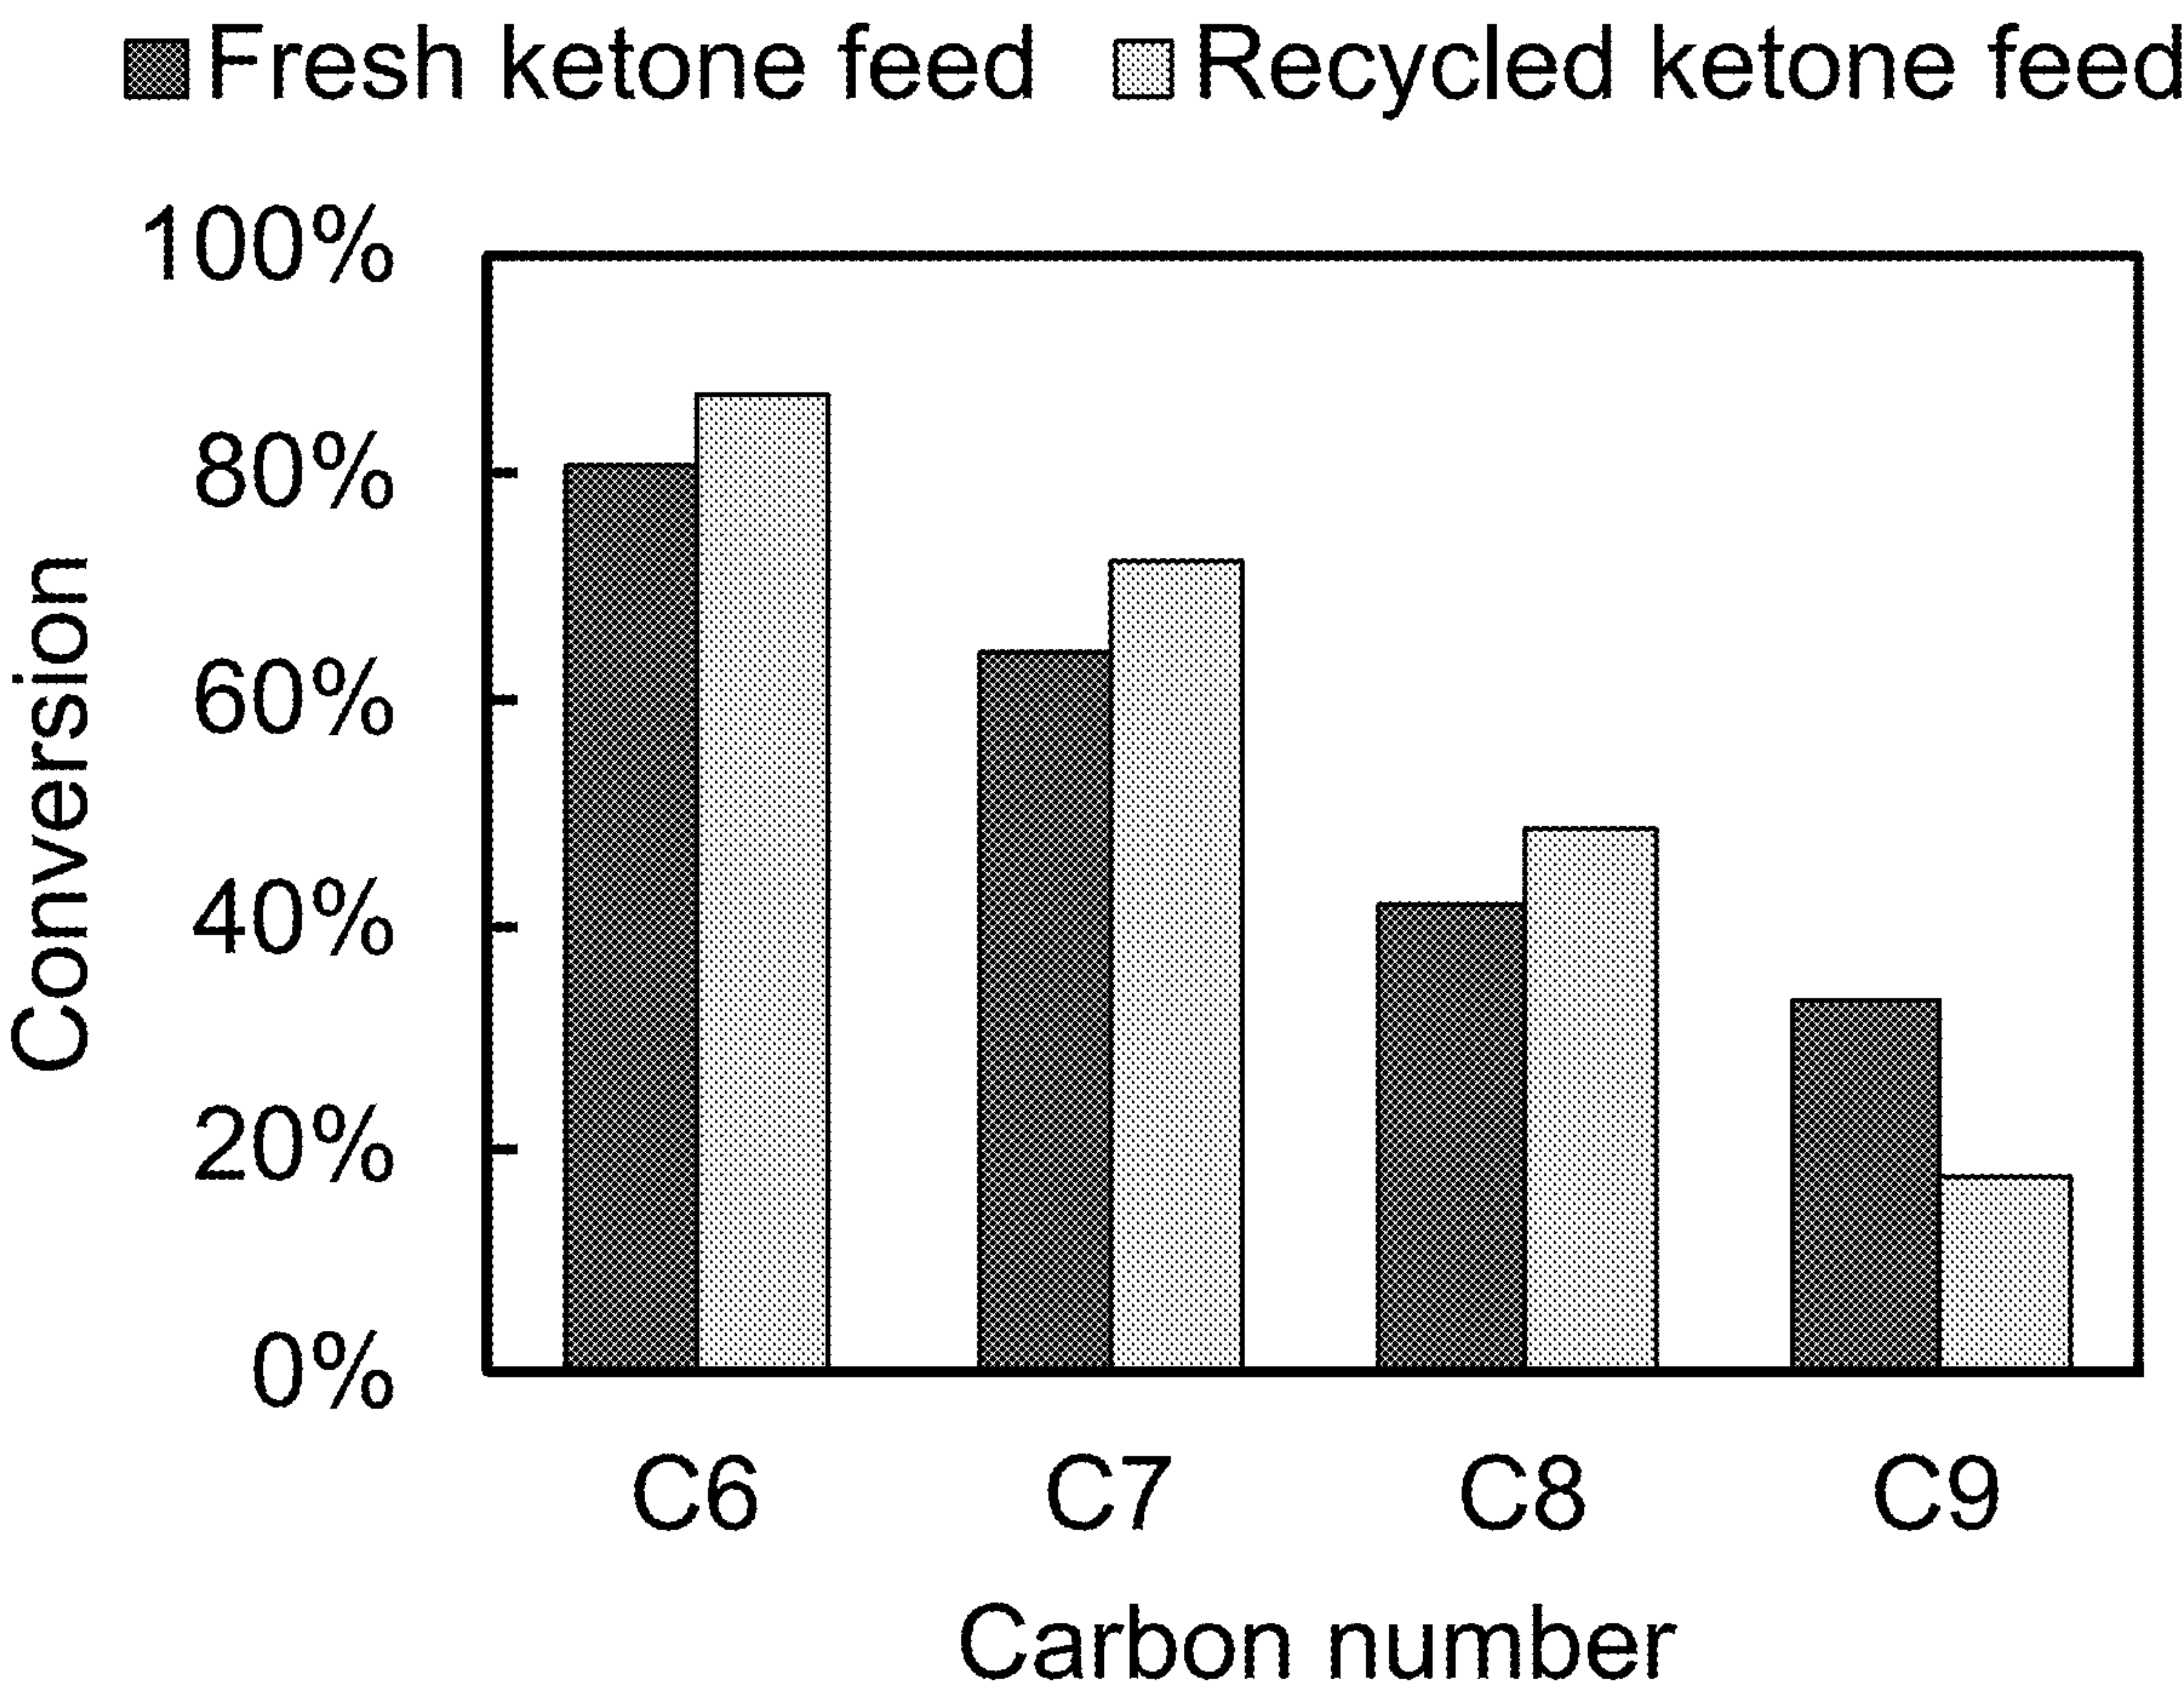 Fresh ketone feed Recycled ketone feed
100%
80%
60%
40%
20%
0%
Conversion
C6 C7 C8 C9
Carbon number